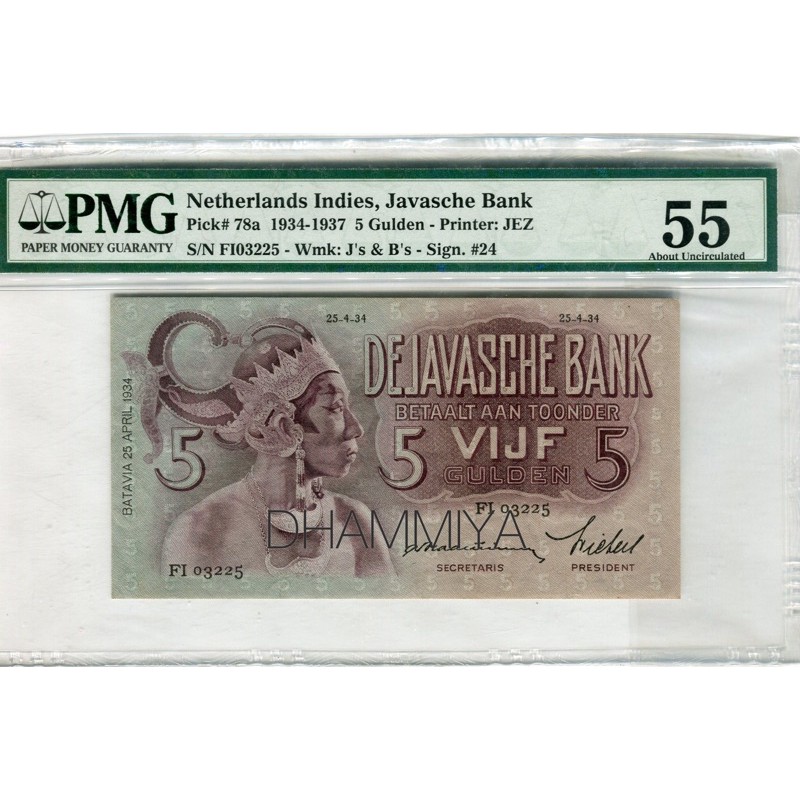 PMG
PAPER MONEY GUARANTY
Netherlands Indies, Javasche Bank
Pick# 78a 1934-1937 5 Gulden - Printer: JEZ
S/N FI03225 - Wmk: J's & B's - Sign. #24
55
About Uncirculated
25-4-34
25-4-34
DE JAVASCHE BANK
BETAALT AAN TOONDER
5
5 VIJF 5
GULDEN
BATAVIA 25 APRIL 1934
FI 03225
DHAMMIYA
FI 03225
SECRETARIS
PRESIDENT